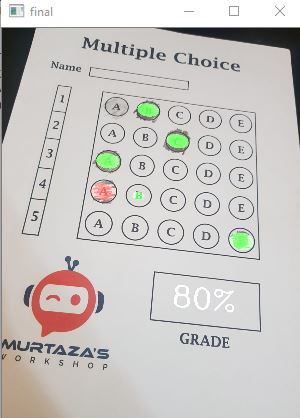 final
Multiple Choice
Name
1 A B C D E
2 A B C D E
3 A B C D E
4 A B C D E
5 A B C D E
80%
GRADE
MURTAZA'S
WORKSHOP